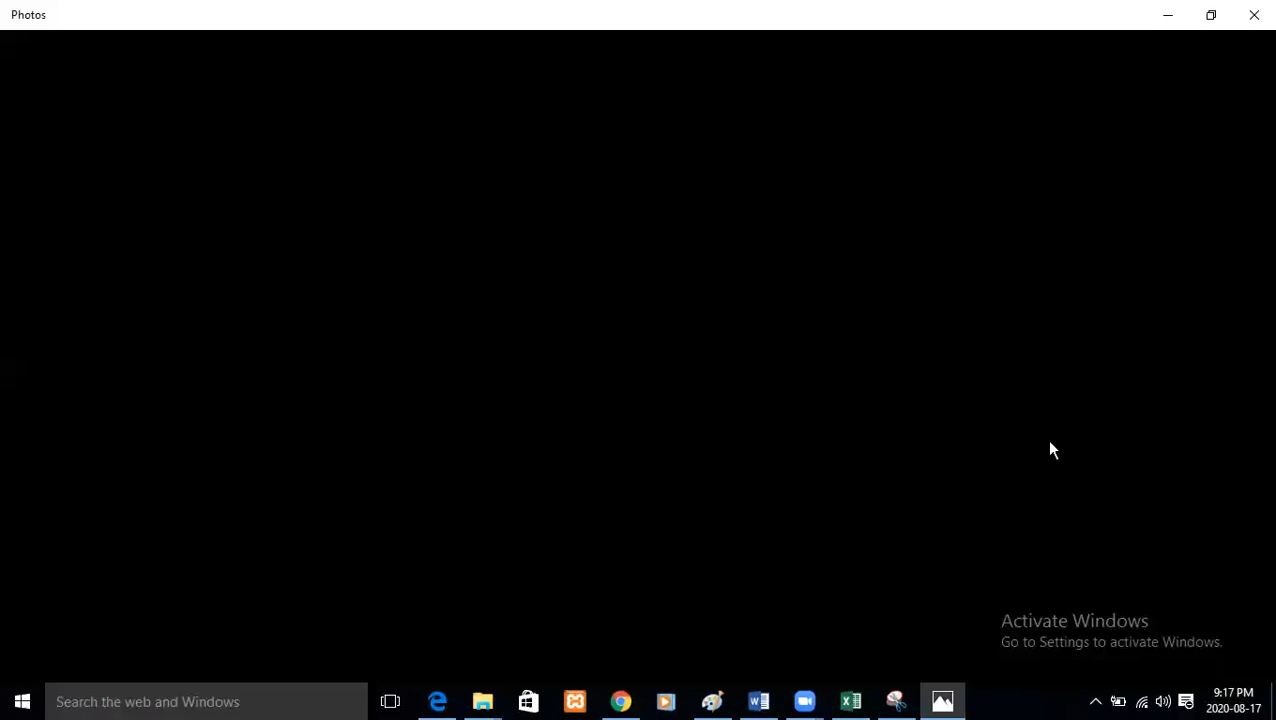 Photos
Activate Windows
Go to Settings to activate Windows.
Search the web and Windows
9:17 PM
2020-08-17